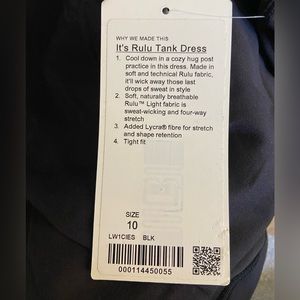 WHY WE MADE THIS
It's Rulu Tank Dress
1. Cool down in a cozy hug post
practice in this dress. Made in
soft and technical Rulu fabric,
it'll wick away those last
drops of sweat in style
2. Soft, naturally breathable
Rulu™ Light fabric is
sweat-wicking and four-way
stretch
3. Added Lycra® fibre for stretch
and shape retention
4. Tight fit
SIZE
10
LW1CIES BLK
000114450055